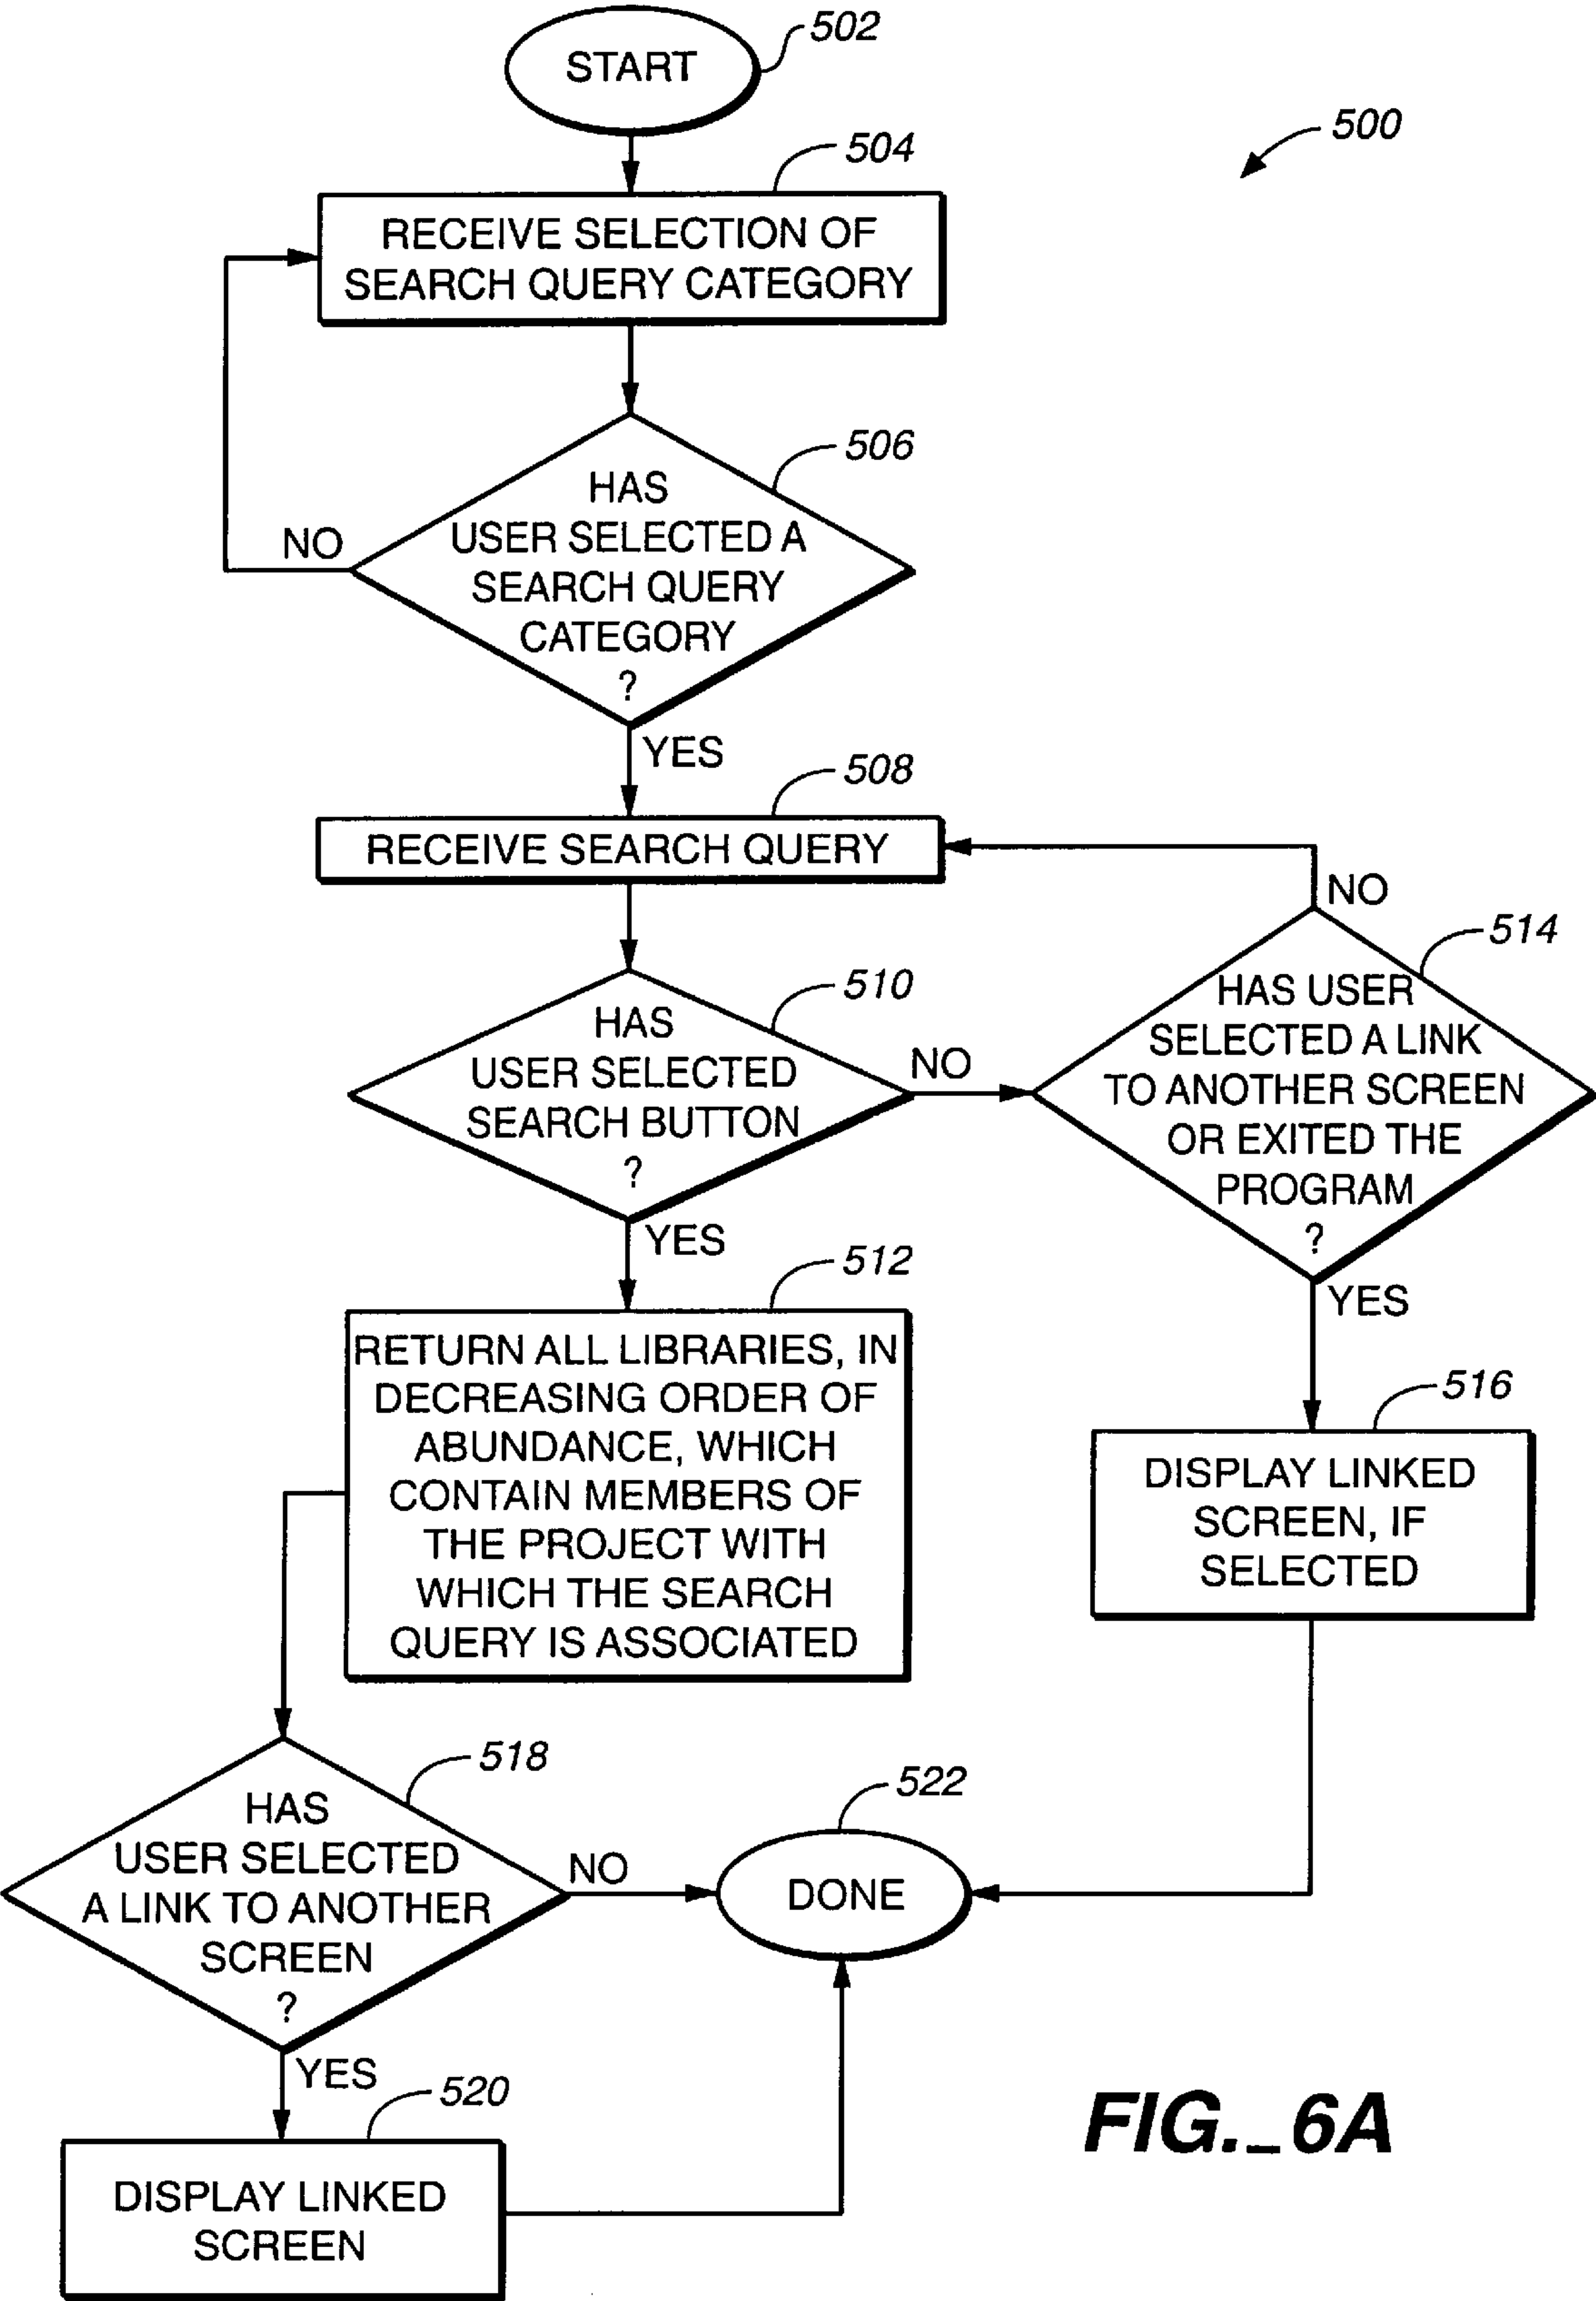 502
START
500
504
RECEIVE SELECTION OF
SEARCH QUERY CATEGORY
506
HAS
USER SELECTED A
SEARCH QUERY
CATEGORY
?
NO
YES
508
RECEIVE SEARCH QUERY
NO
514
510
HAS
USER SELECTED
SEARCH BUTTON
?
NO
HAS USER
SELECTED A LINK
TO ANOTHER SCREEN
OR EXITED THE
PROGRAM
?
YES
YES
512
RETURN ALL LIBRARIES, IN
DECREASING ORDER OF
ABUNDANCE, WHICH
CONTAIN MEMBERS OF
THE PROJECT WITH
WHICH THE SEARCH
QUERY IS ASSOCIATED
516
DISPLAY LINKED
SCREEN, IF
SELECTED
518
HAS
USER SELECTED
A LINK TO ANOTHER
SCREEN
?
NO
522
DONE
YES
520
DISPLAY LINKED
SCREEN
FIG._6A